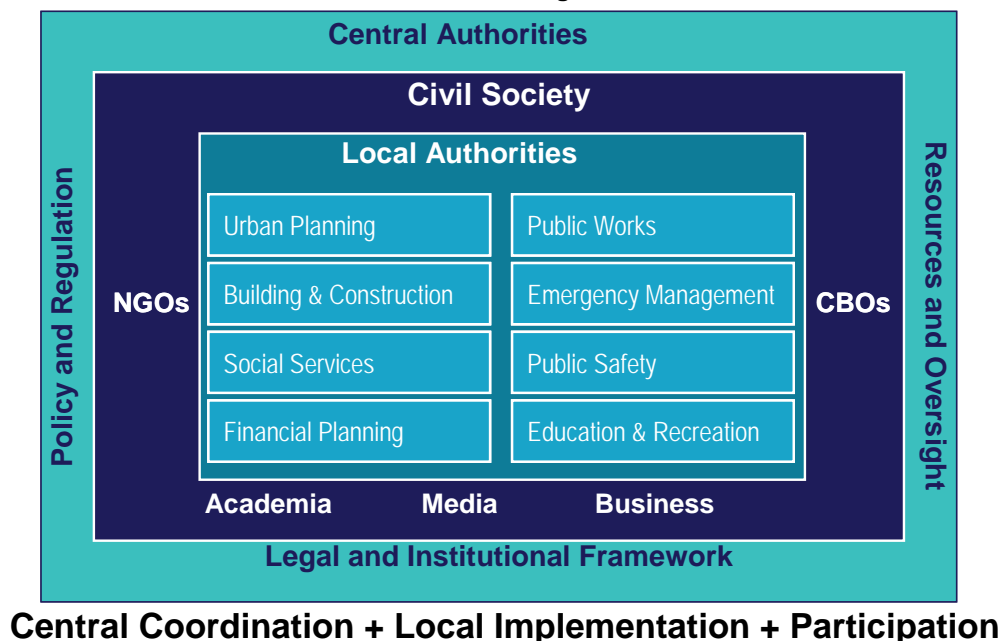 Central Authorities
Civil Society
Local Authorities
Policy and Regulation
Resources and Oversight
NGOs
CBOs
Urban Planning
Public Works
Building & Construction
Emergency Management
Social Services
Public Safety
Financial Planning
Education & Recreation
Academia Media Business
Legal and Institutional Framework
Central Coordination + Local Implementation + Participation